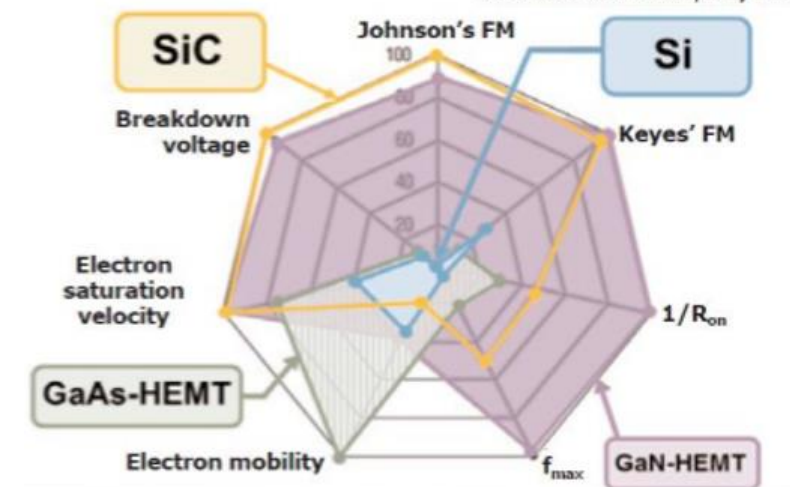 Johnson's FM
SiC
Si
100
80
60
40
20
Breakdown
voltage
Keyes' FM
Electron
saturation
velocity
1/Ron
GaAs-HEMT
Electron mobility
fmax
GaN-HEMT